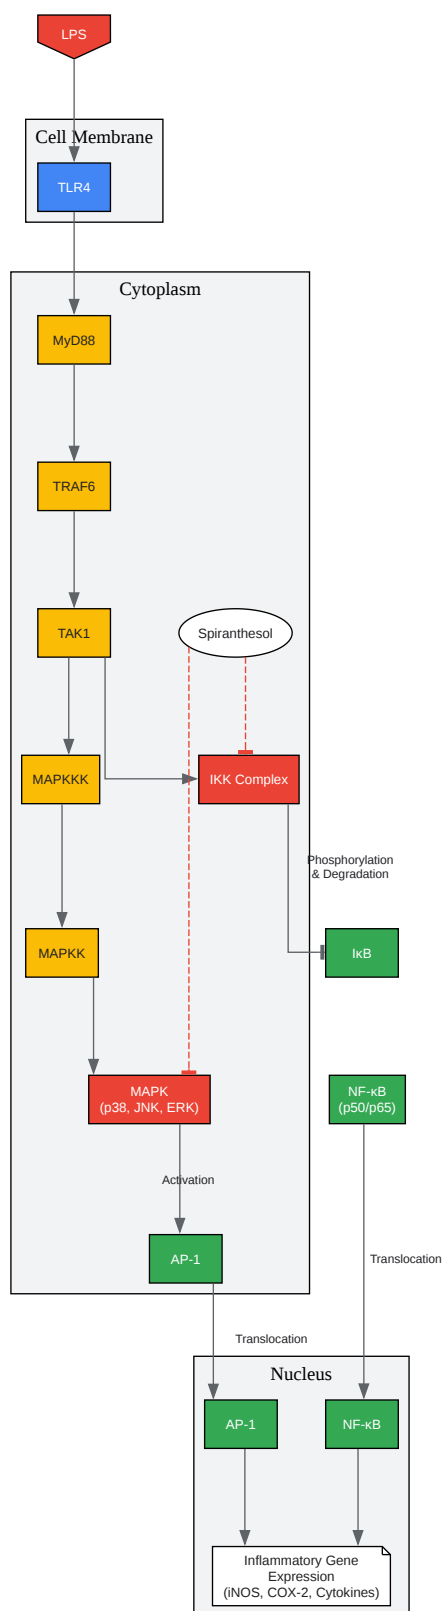 LPS
Cell Membrane
TLR4
Cytoplasm
MyD88
TRAF6
TAK1
Spiranthesol
MAPKKK
IKK Complex
Phosphorylation
& Degradation
MAPKK
IκB
MAPK
(p38, JNK, ERK)
NF-κB
(p50/p65)
Activation
AP-1
Translocation
Translocation
Nucleus
AP-1
NF-κB
Inflammatory Gene
Expression
(iNOS, COX-2, Cytokines)